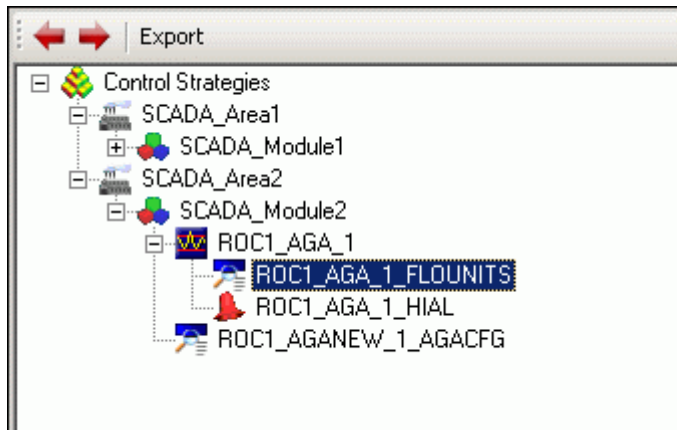 Export
Control Strategies
SCADA_Area1
SCADA_Module1
SCADA_Area2
SCADA_Module2
ROC1_AGA_1
ROC1_AGA_1_FLOUNITS
ROC1_AGA_1_HIAL
ROC1_AGANEW_1_AGACFG